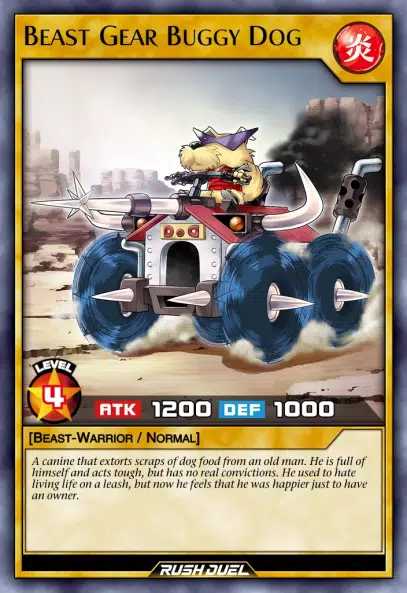 BEAST GEAR BUGGY DOG
炎
DOG
LEVEL
4
ATK 1200 DEF 1000
[BEAST-WARRIOR / NORMAL]
A canine that extorts scraps of dog food from an old man. He is full of
himself and acts tough, but has no real convictions. He used to hate
living life on a leash, but now he feels that he was happier just to have
an owner.
RUSH DUEL